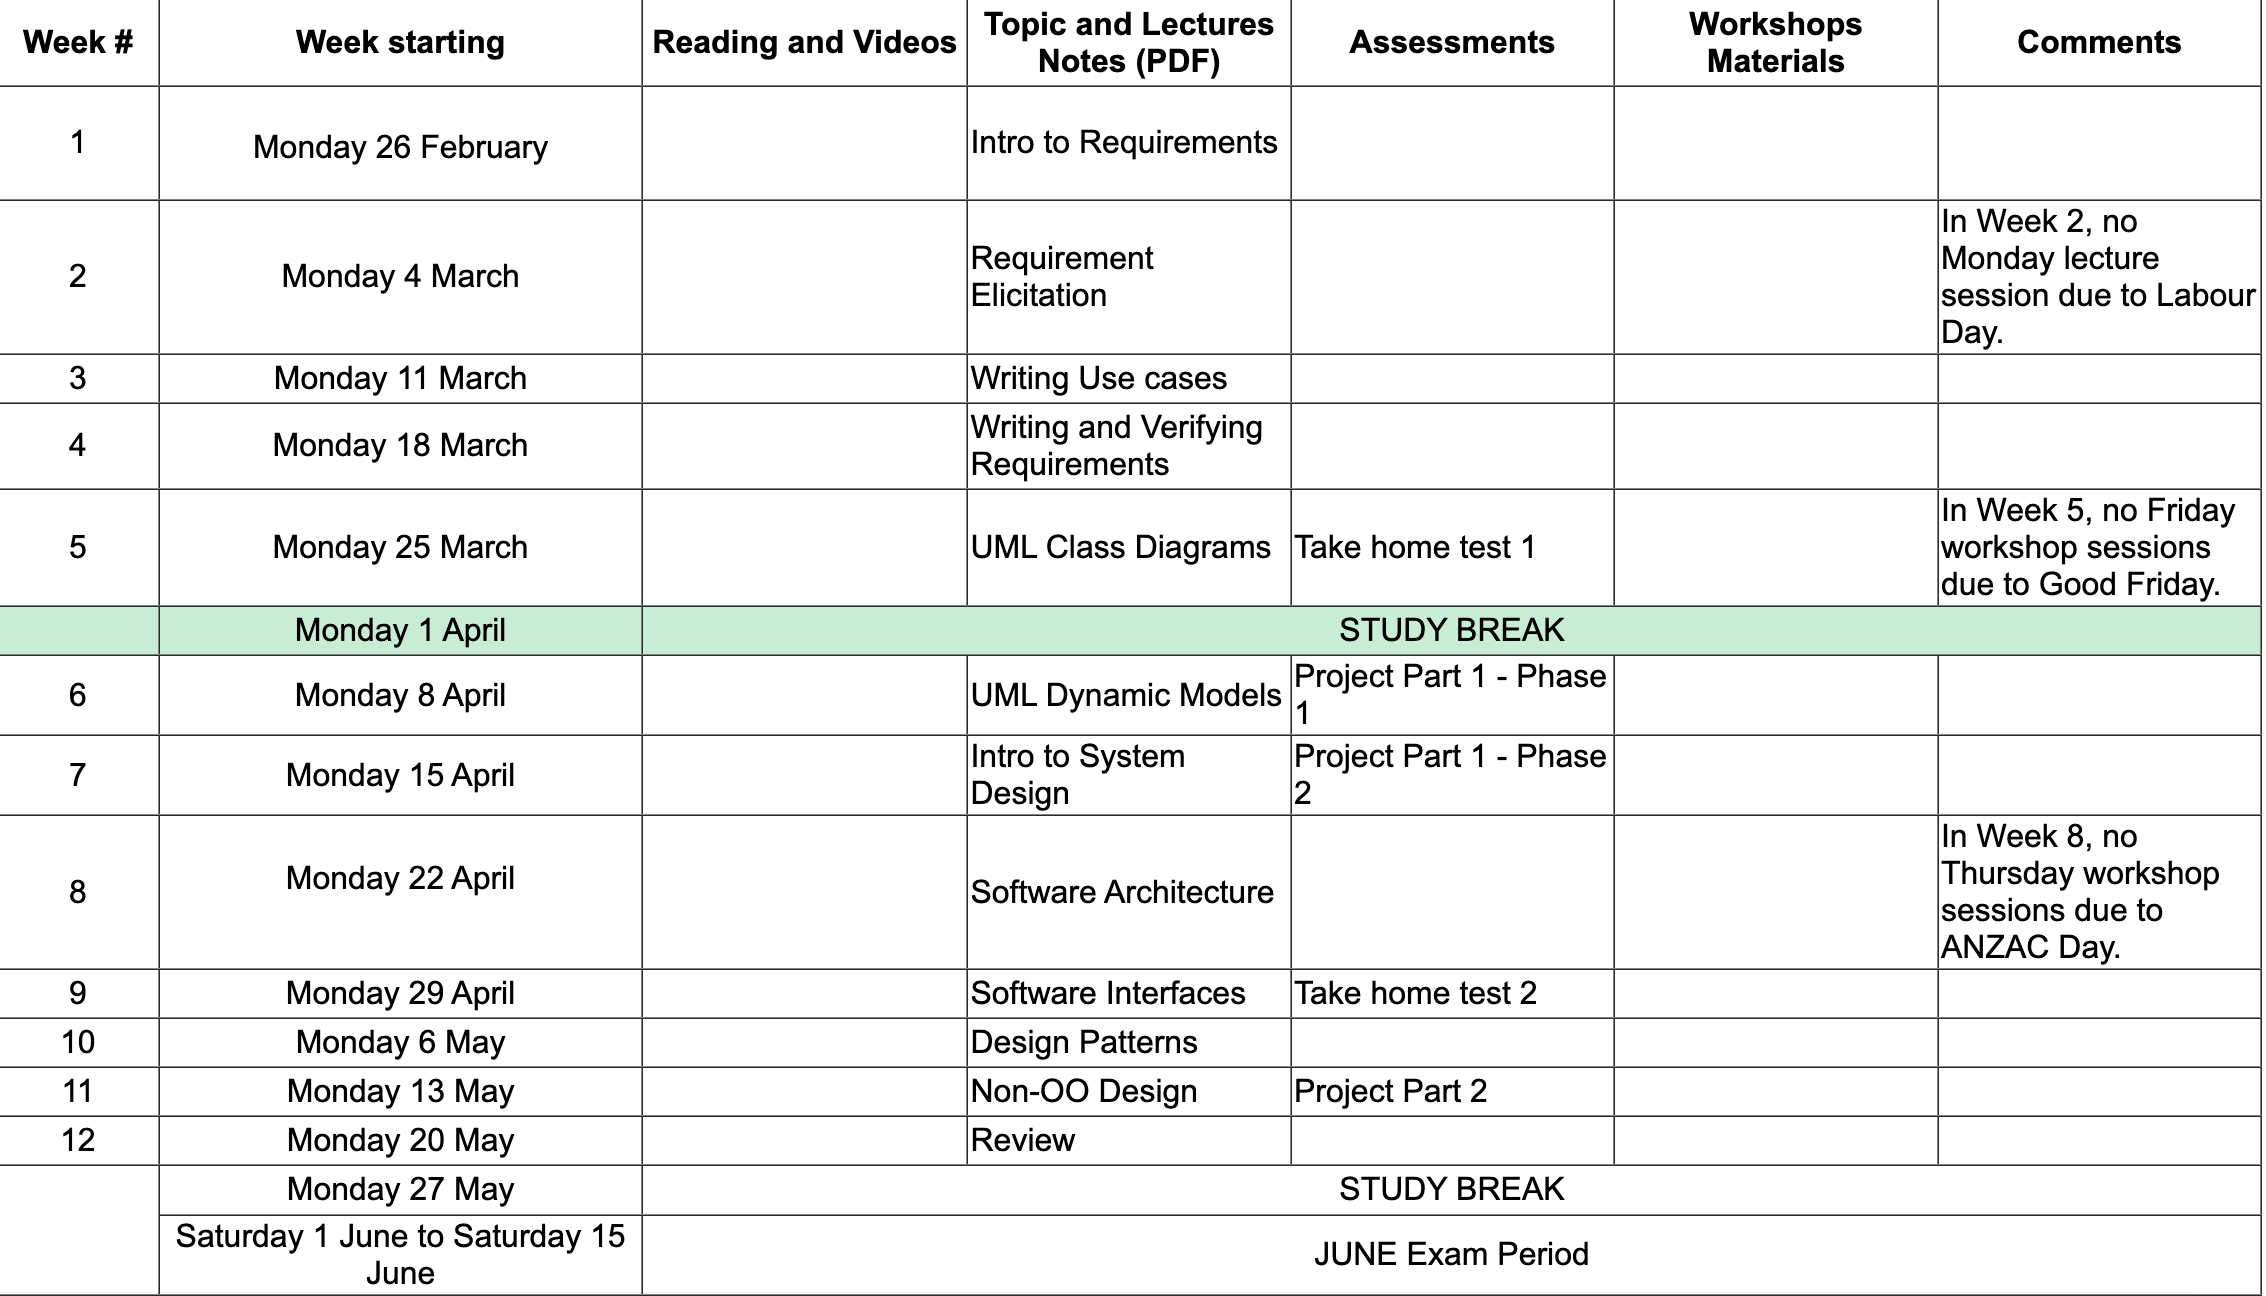 Week #
Week starting
Reading and Videos
Topic and Lectures
Notes (PDF)
Assessments
Workshops
Materials
Comments
1
Monday 26 February
Intro to Requirements
2
Monday 4 March
Requirement
Elicitation
In Week 2, no
Monday lecture
session due to Labour
Day.
3
Monday 11 March
Writing Use cases
4
Monday 18 March
Writing and Verifying
Requirements
5
Monday 25 March
UML Class Diagrams
Take home test 1
In Week 5, no Friday
workshop sessions
due to Good Friday.
Monday 1 April
STUDY BREAK
6
Monday 8 April
UML Dynamic Models
Project Part 1 - Phase
1
7
Monday 15 April
Intro to System
Design
Project Part 1 - Phase
2
8
Monday 22 April
Software Architecture
In Week 8, no
Thursday workshop
sessions due to
ANZAC Day.
9
Monday 29 April
Software Interfaces
Take home test 2
10
Monday 6 May
Design Patterns
11
Monday 13 May
Non-OO Design
Project Part 2
12
Monday 20 May
Review
Monday 27 May
STUDY BREAK
Saturday 1 June to Saturday 15
June
JUNE Exam Period